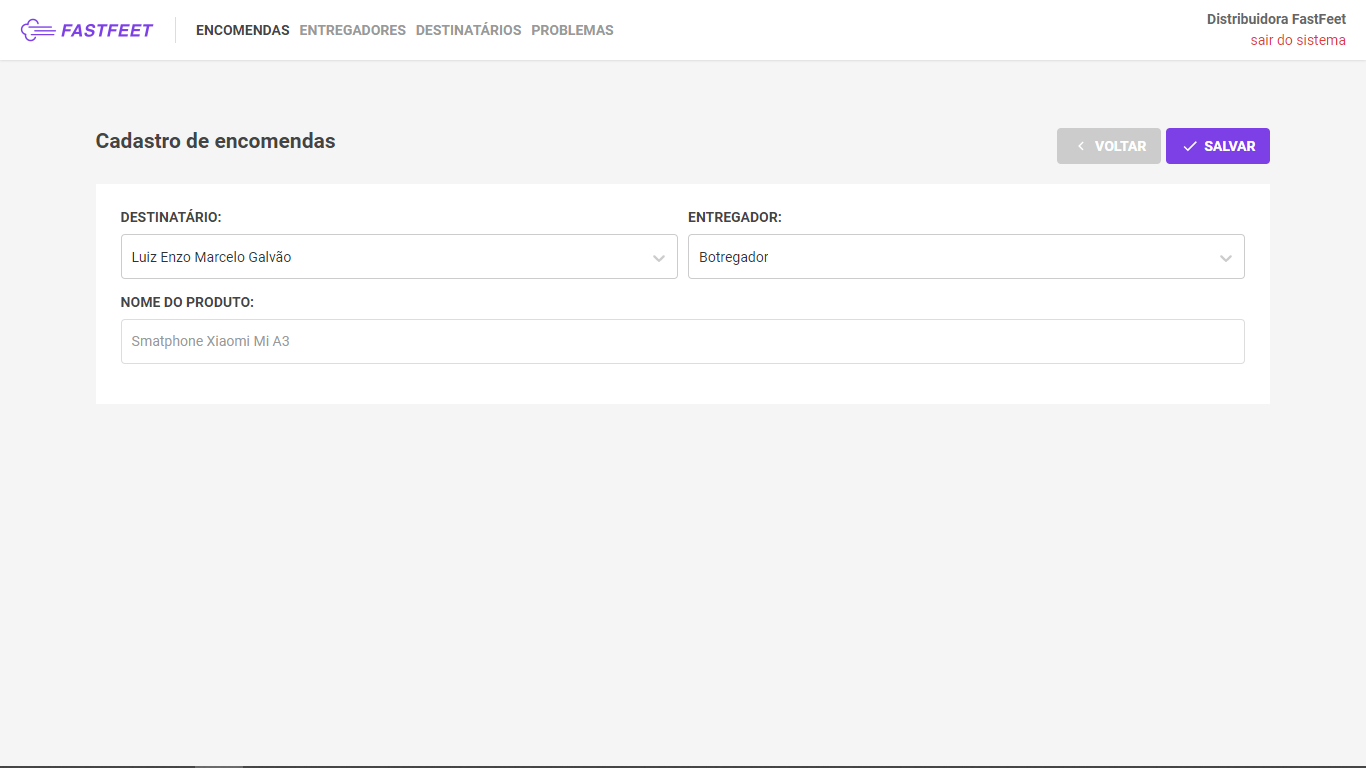 FASTFEET
ENCOMENDAS ENTREGADORES DESTINATÁRIOS PROBLEMAS
Distribuidora FastFeet
sair do sistema
Cadastro de encomendas
VOLTAR
SALVAR
DESTINATÁRIO:
ENTREGADOR:
Luiz Enzo Marcelo Galvão
Botregador
NOME DO PRODUTO:
Smatphone Xiaomi Mi A3